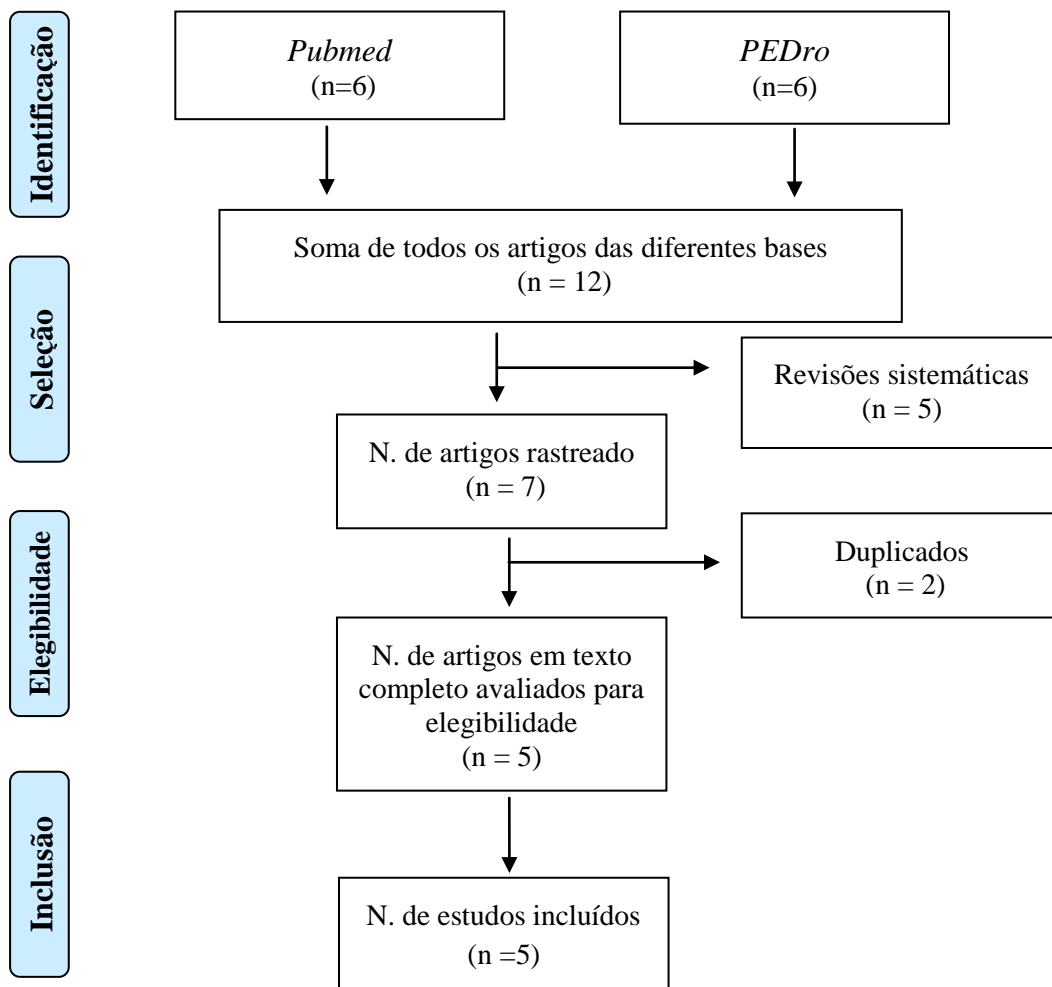 Identificação
Pubmed
(n=6)
PEDro
(n=6)
Soma de todos os artigos das diferentes bases
(n = 12)
Seleção
Revisões sistemáticas
(n = 5)
N. de artigos rastreado
(n = 7)
Elegibilidade
Duplicados
(n = 2)
N. de artigos em texto
completo avaliados para
elegibilidade
(n = 5)
Inclusão
N. de estudos incluídos
(n =5)